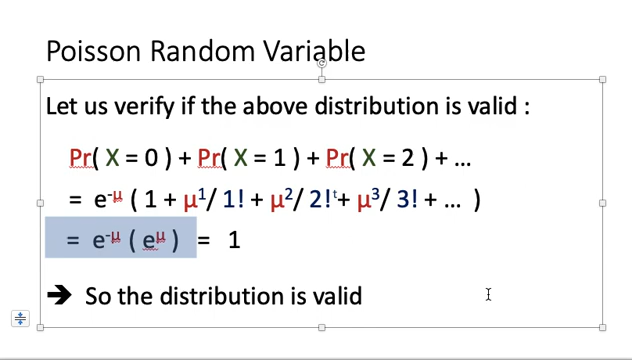 Poisson Random Variable
Let us verify if the above distribution is valid :
Pr( X = 0 ) + Pr( X = 1 ) + Pr( X = 2 ) + ...
= e⁻ᵘ ( 1 + μ¹/ 1! + μ²/ 2! + μ³/ 3! + ... )
= e⁻ᵘ ( eᵘ ) = 1
➔ So the distribution is valid